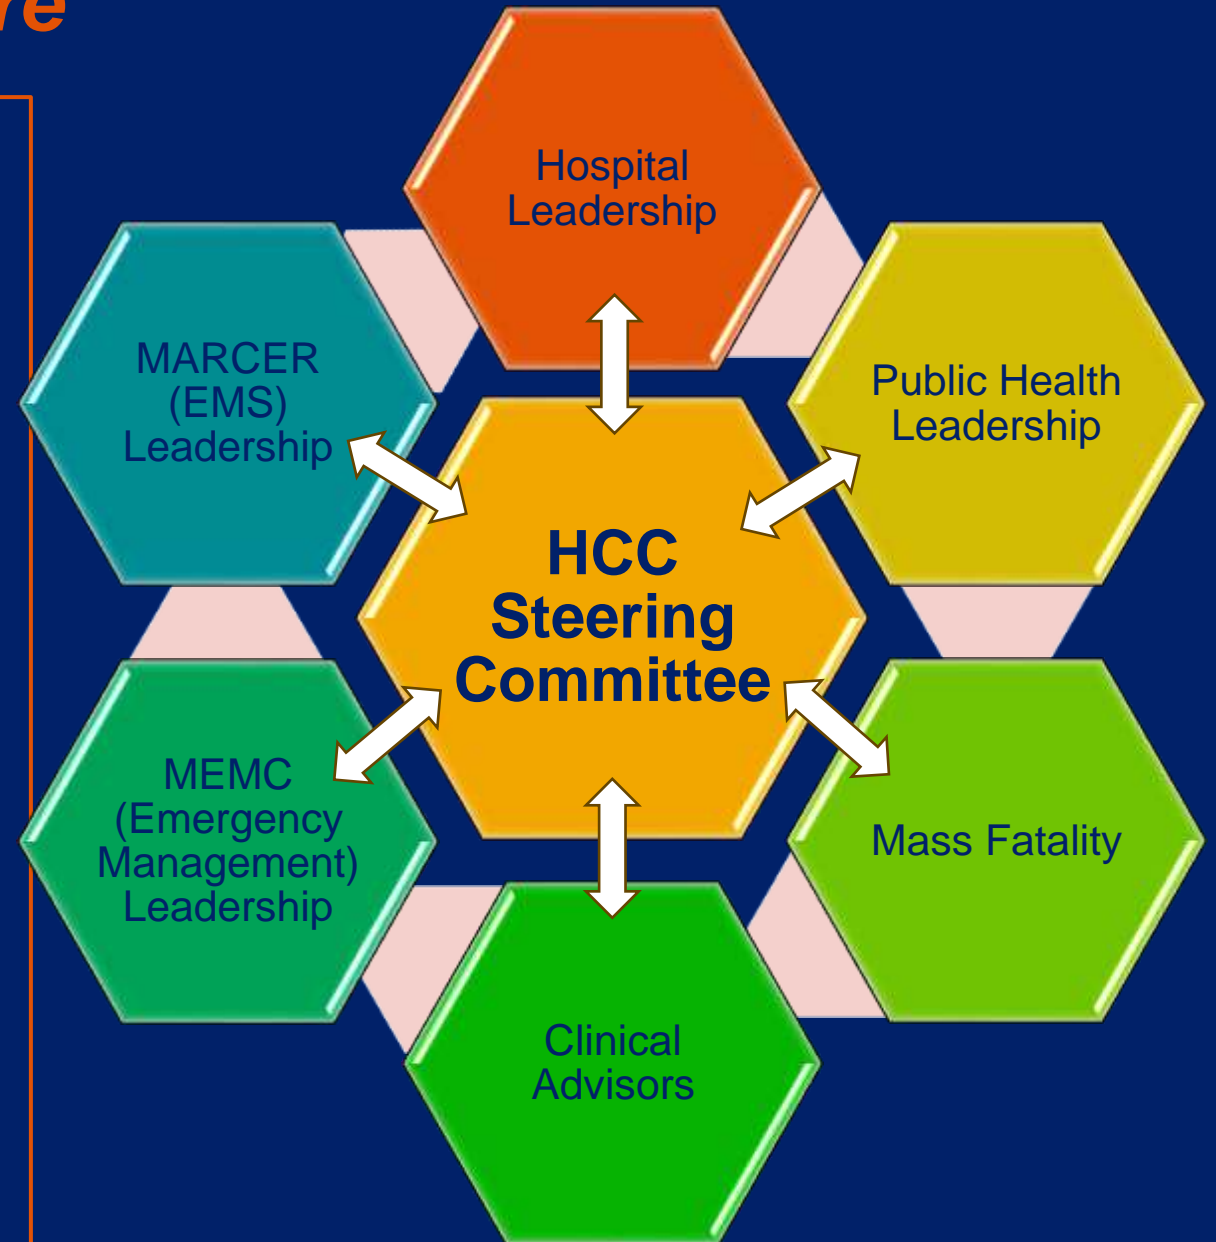 re
Hospital
Leadership
MARCER
(EMS)
Leadership
Public Health
Leadership
HCC
Steering
Committee
MEMC
(Emergency
Management)
Leadership
Mass Fatality
Clinical
Advisors